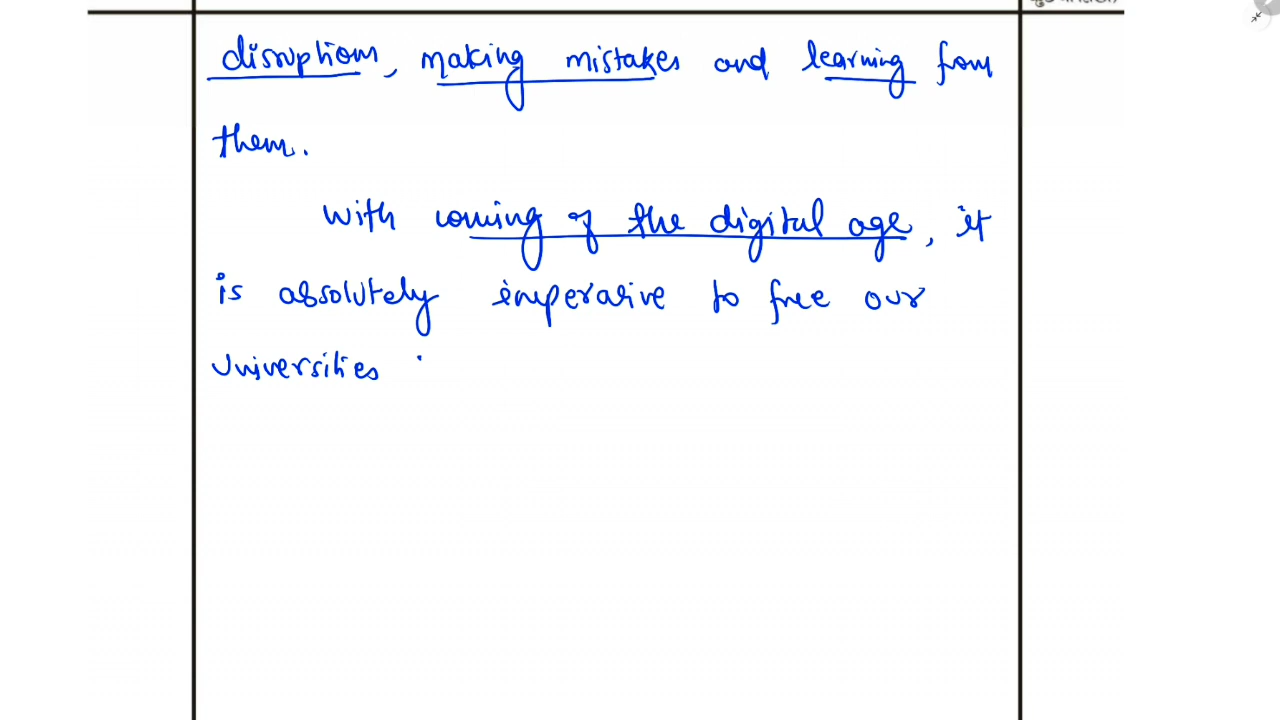 disruptions, making mistakes and learning from
them.
With coming of the digital age, it
is absolutely imperative to free our
Universities